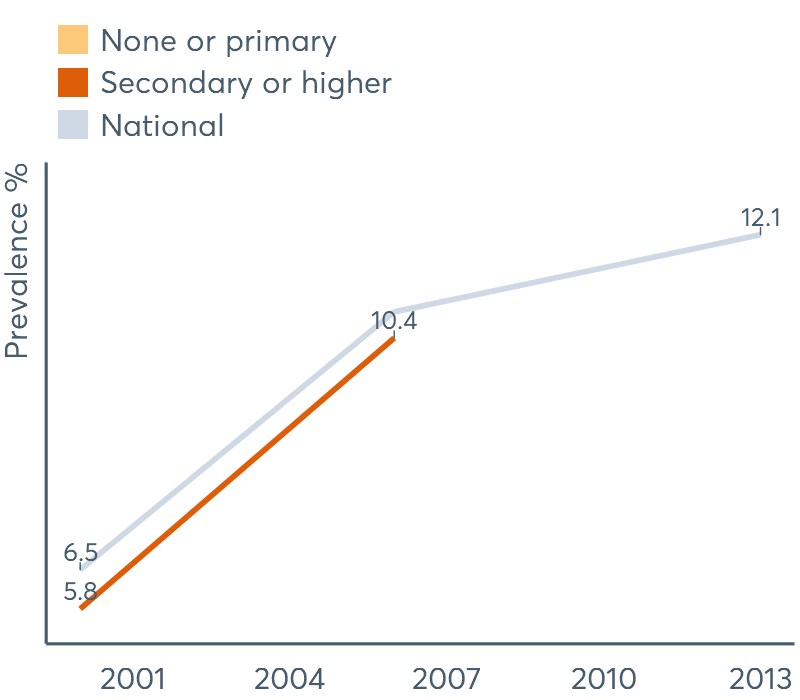 None or primary
Secondary or higher
National
Prevalence %
12.1
10.4
6.5
5.8
2001 2004 2007 2010 2013